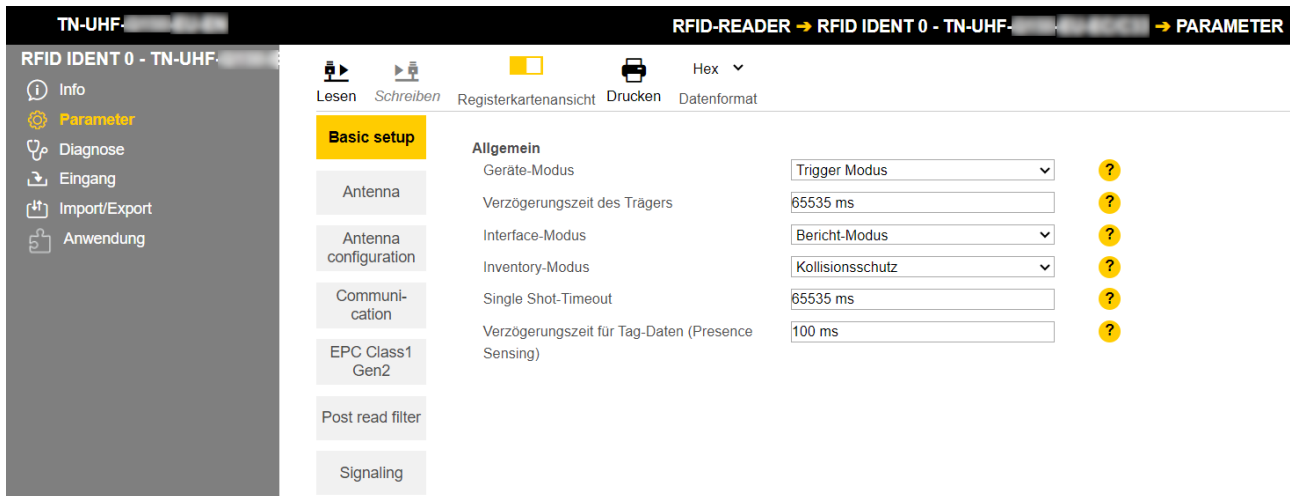 TN-UHF-
RFID-READER ➔ RFID IDENT 0 - TN-UHF- ➔ PARAMETER
RFID IDENT 0 - TN-UHF-
Info
Parameter
Diagnose
Eingang
Import/Export
Anwendung
Lesen
Schreiben
Registerkartenansicht
Drucken
Hex
Datenformat
Basic setup
Antenna
Antenna
configuration
Communi-
cation
EPC Class1
Gen2
Post read filter
Signaling
Allgemein
Geräte-Modus Trigger Modus ?
Verzögerungszeit des Trägers 65535 ms ?
Interface-Modus Bericht-Modus ?
Inventory-Modus Kollisionsschutz ?
Single Shot-Timeout 65535 ms ?
Verzögerungszeit für Tag-Daten (Presence 100 ms ?
Sensing)